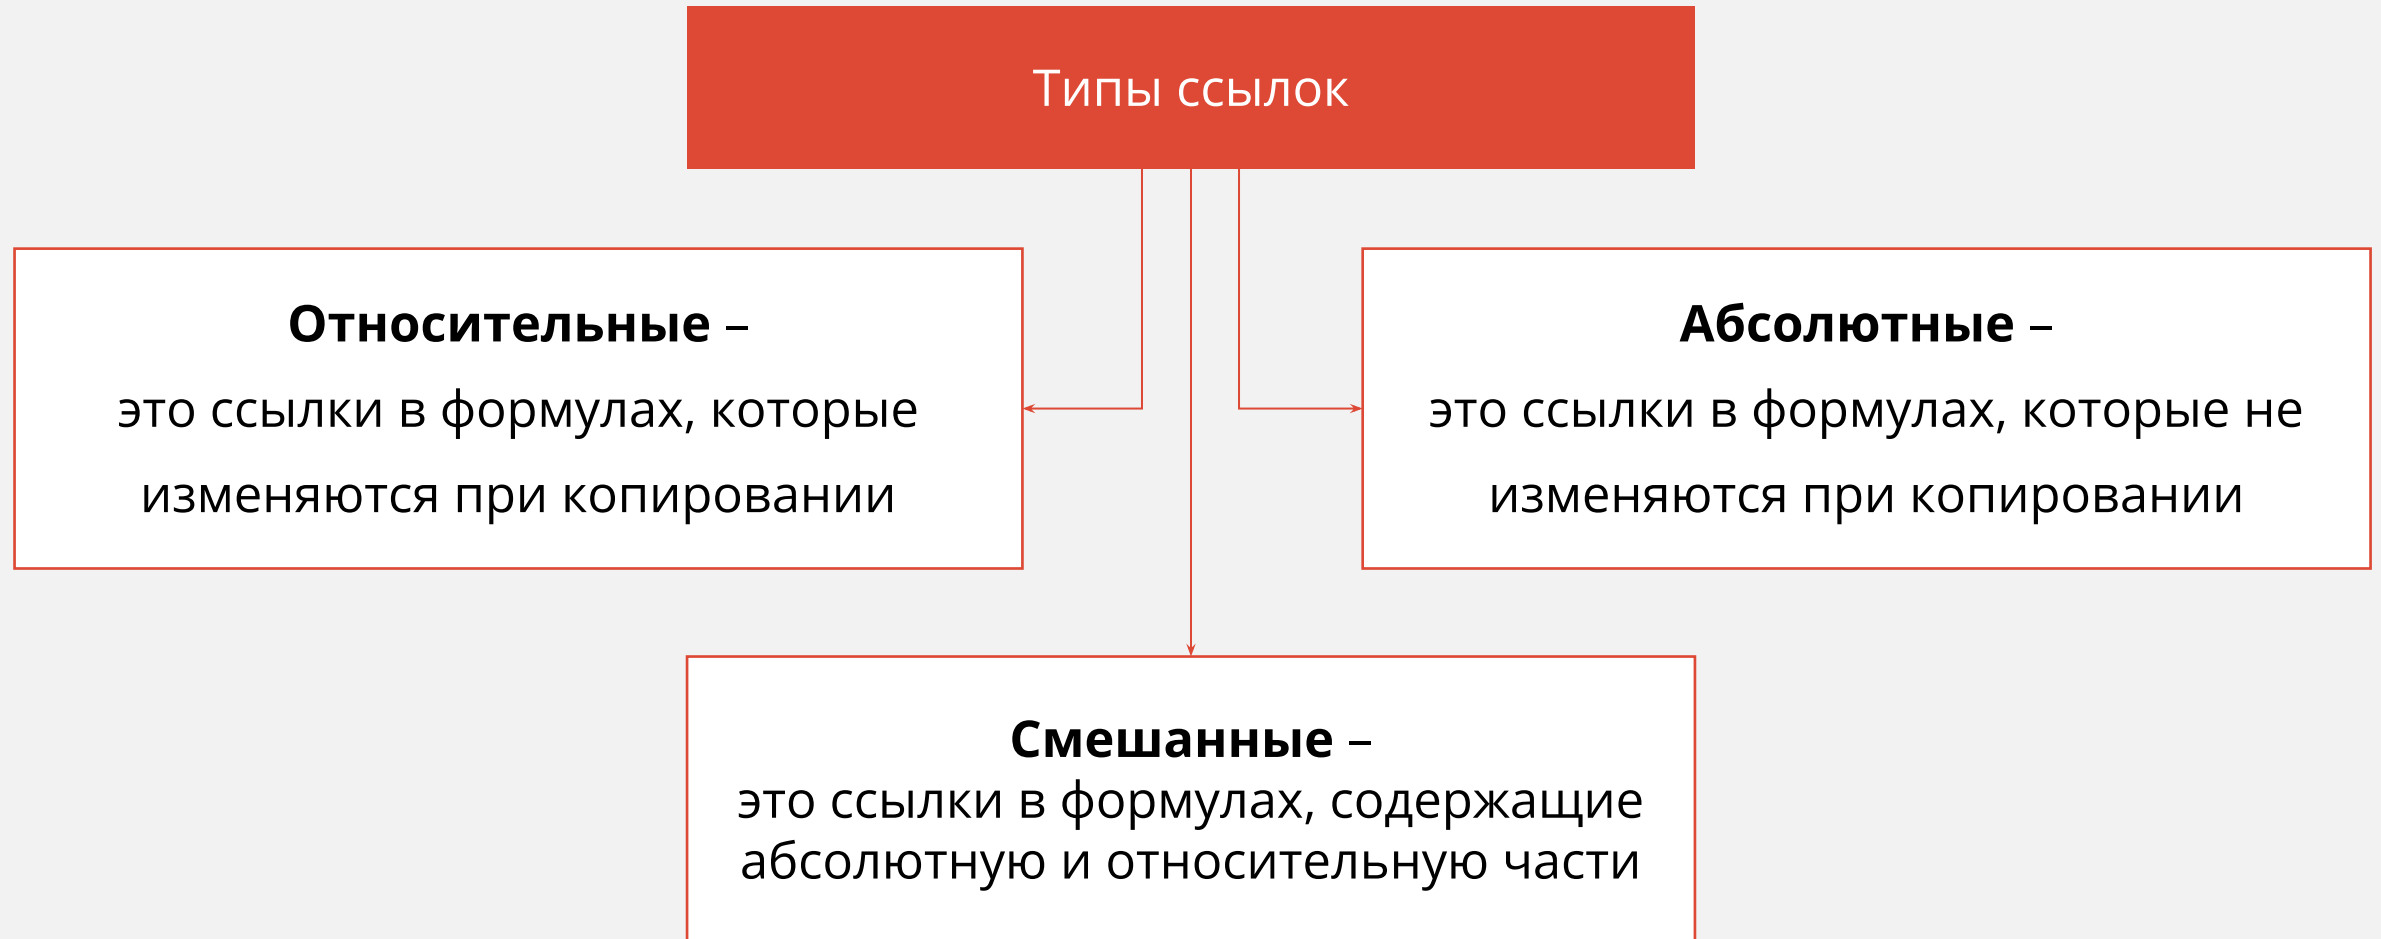 Типы ссылок
Относительные –
это ссылки в формулах, которые
изменяются при копировании
Абсолютные –
это ссылки в формулах, которые не
изменяются при копировании
Смешанные –
это ссылки в формулах, содержащие
абсолютную и относительную части